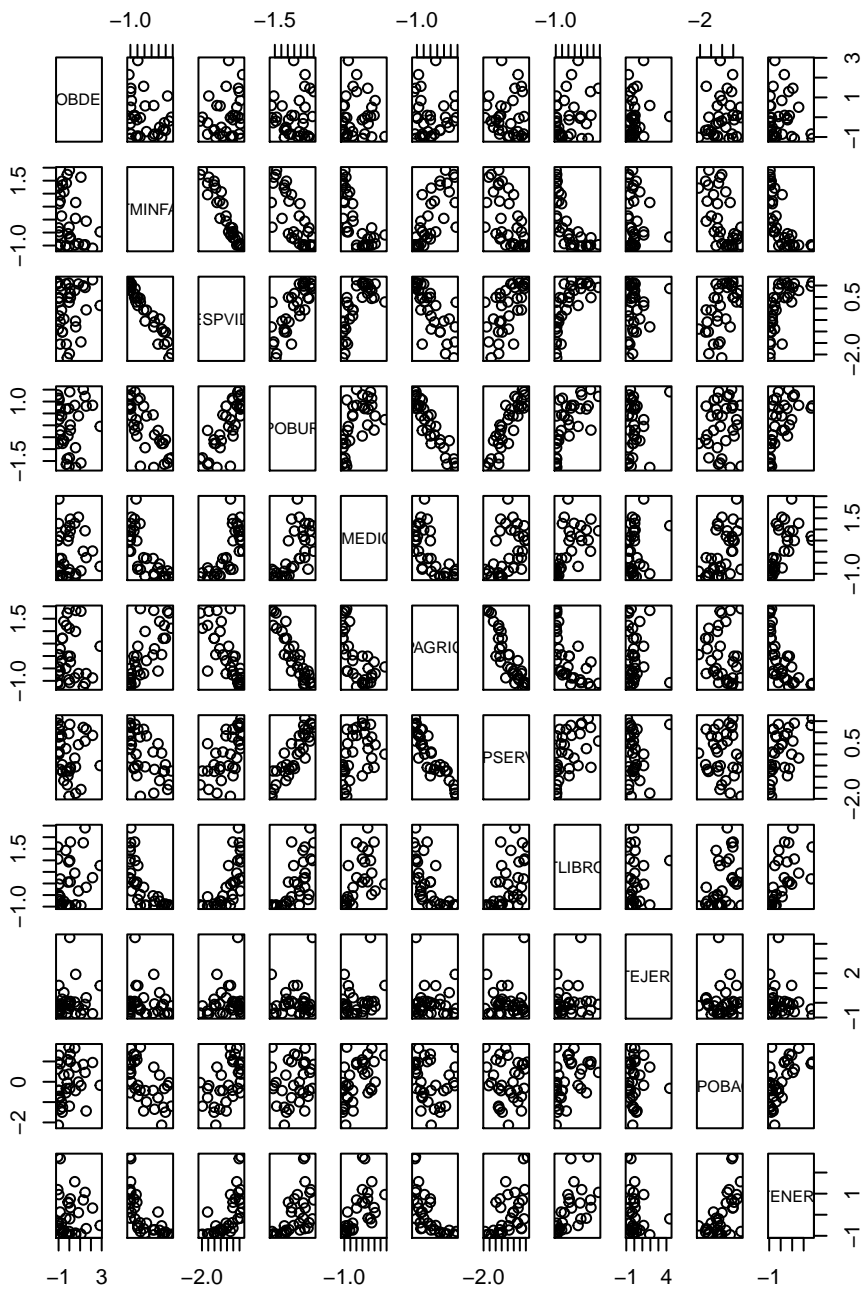 −1.0 −1.5 −1.0 −1.0 −2
OBDE −1 1 3
−1.0 1.5 TMINFA
ESPVID −2.0 0.5
−1.5 1.0 POBUR
MEDIC −1.0 1.5
−1.0 1.5 PAGRIC
PSERV −2.0 0.5
−1.0 1.5 TLIBRO
TEJER −1 2
−2 0 POBA
ENER −1 1
−1 3 −2.0 −1.0 −2.0 −1 4 −1